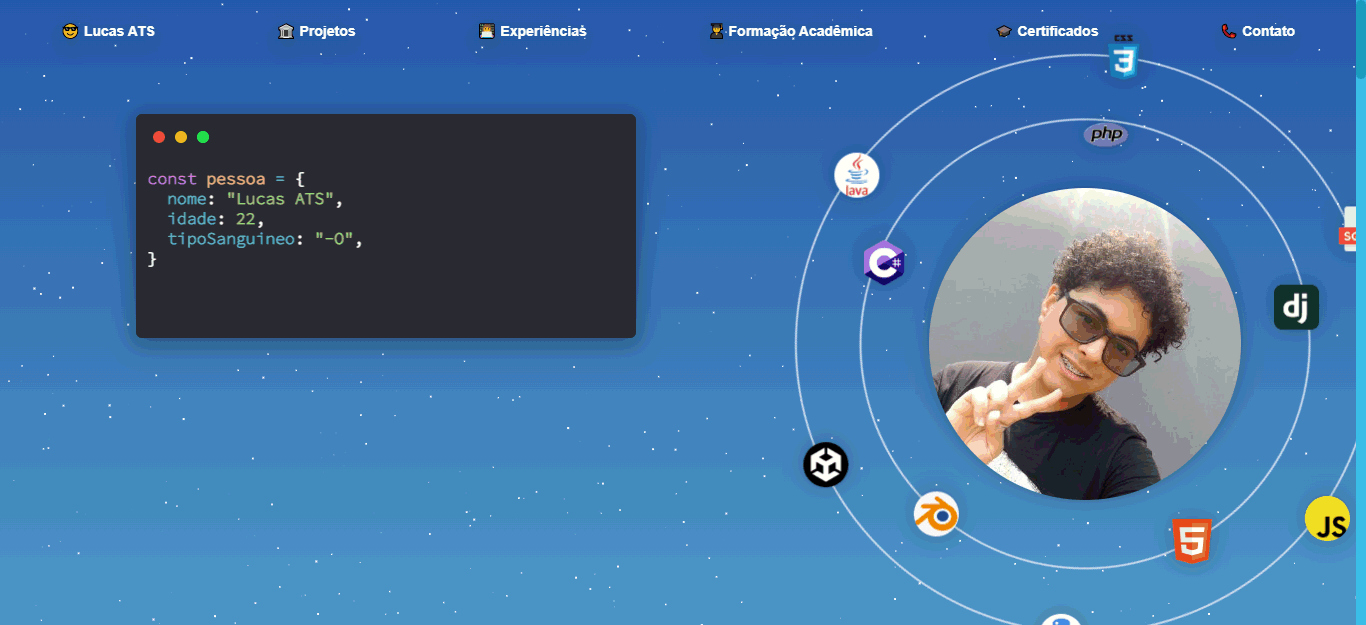 😎 Lucas ATS
🏛️ Projetos
👨‍💻 Experiências
👨‍🎓 Formação Acadêmica
🎓 Certificados
📞 Contato
CSS
3
php
Java
C#
dj
5
JS
const pessoa = {
  nome: "Lucas ATS",
  idade: 22,
  tipoSanguineo: "-O",
}